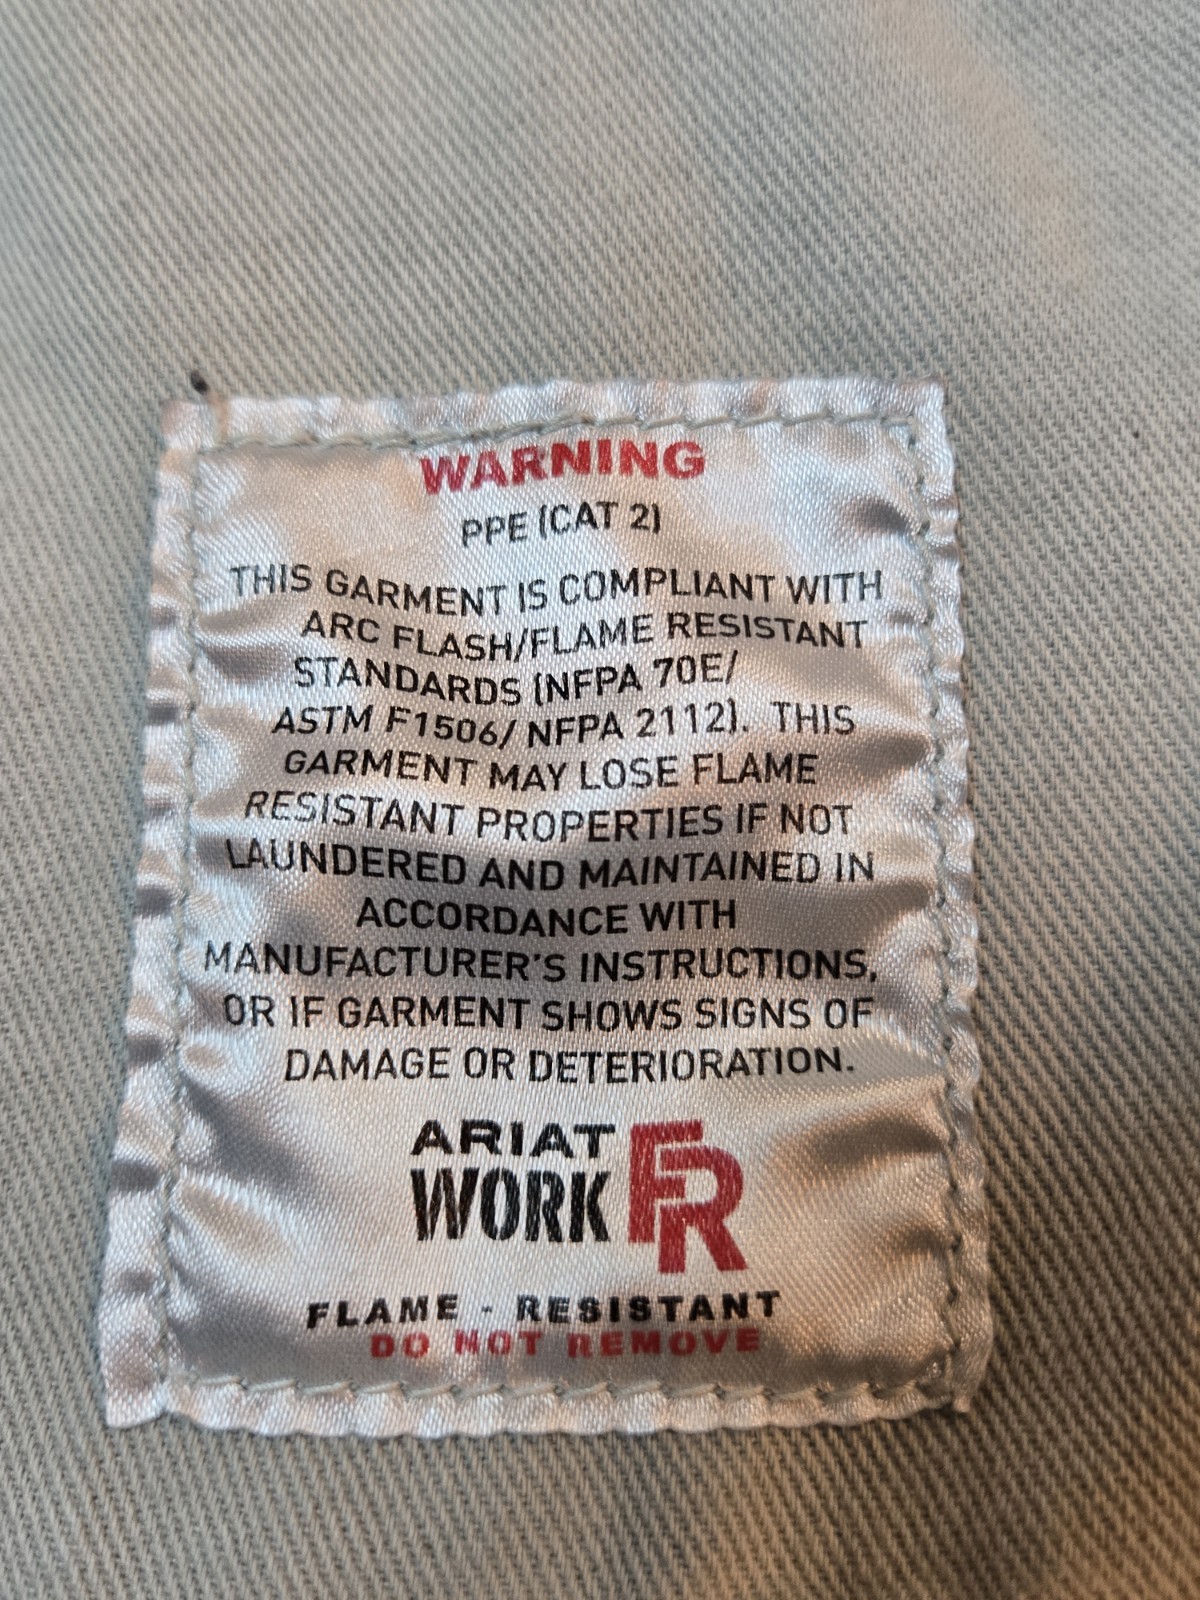 WARNING
PPE (CAT 2)
THIS GARMENT IS COMPLIANT WITH
ARC FLASH/FLAME RESISTANT
STANDARDS (NFPA 70E/
ASTM F1506/ NFPA 2112). THIS
GARMENT MAY LOSE FLAME
RESISTANT PROPERTIES IF NOT
LAUNDERED AND MAINTAINED IN
ACCORDANCE WITH
MANUFACTURER'S INSTRUCTIONS,
OR IF GARMENT SHOWS SIGNS OF
DAMAGE OR DETERIORATION.
ARIAT
WORK FR
FLAME - RESISTANT
DO NOT REMOVE